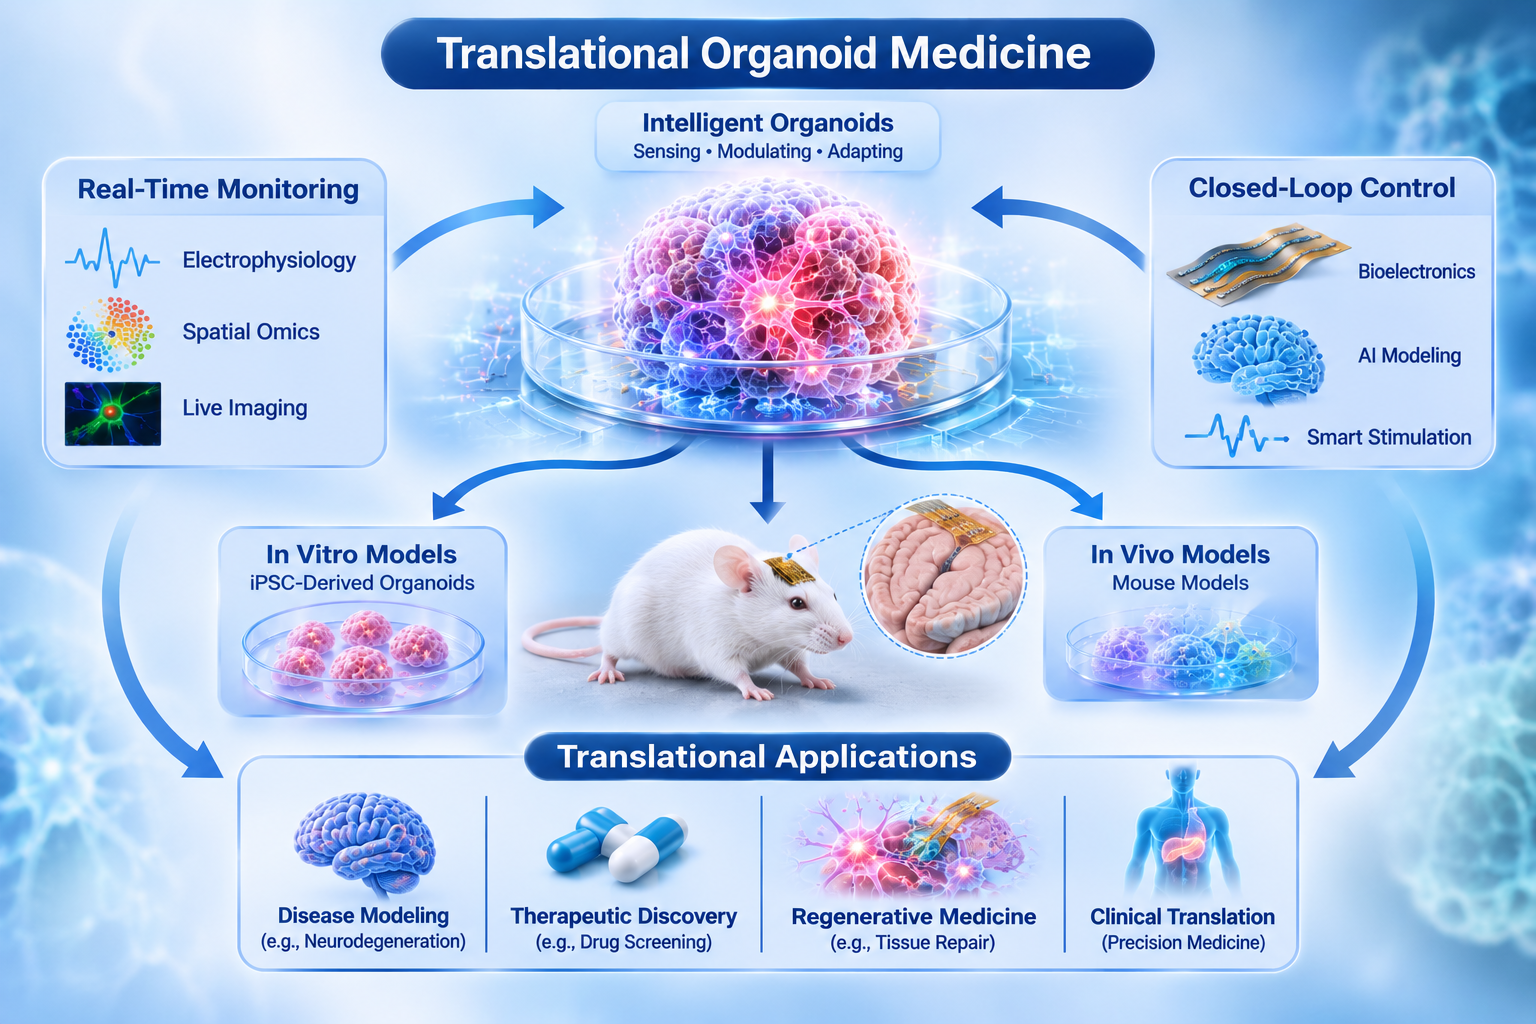 Translational Organoid Medicine
Intelligent Organoids
Sensing • Modulating • Adapting
Real-Time Monitoring
Electrophysiology
Spatial Omics
Live Imaging
Closed-Loop Control
Bioelectronics
AI Modeling
Smart Stimulation
In Vitro Models
iPSC-Derived Organoids
In Vivo Models
Mouse Models
Translational Applications
Disease Modeling
(e.g., Neurodegeneration)
Therapeutic Discovery
(e.g., Drug Screening)
Regenerative Medicine
(e.g., Tissue Repair)
Clinical Translation
(Precision Medicine)